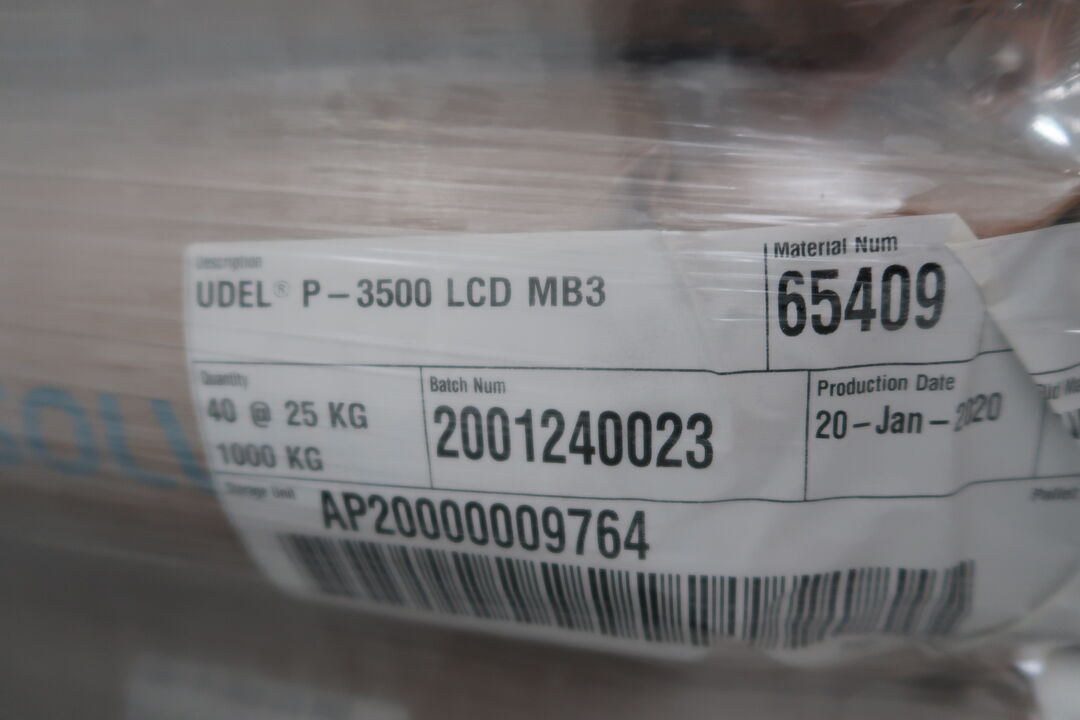 Description
UDEL® P-3500 LCD MB3
Material Num
65409
Quantity
40 @ 25 KG
1000 KG
Batch Num
2001240023
Production Date
20-Jan-2020
Storage Unit
AP20000009764
SOLV